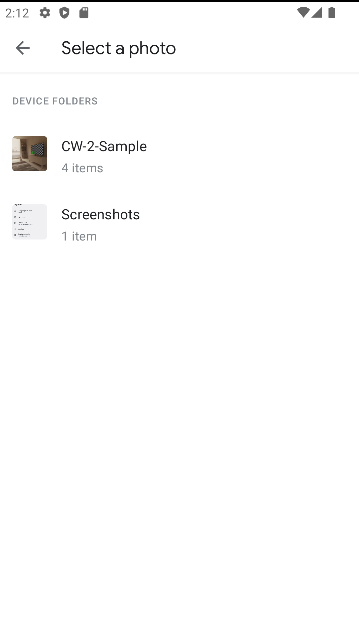 2:12
Select a photo
DEVICE FOLDERS
CW-2-Sample
4 items
Screenshots
1 item